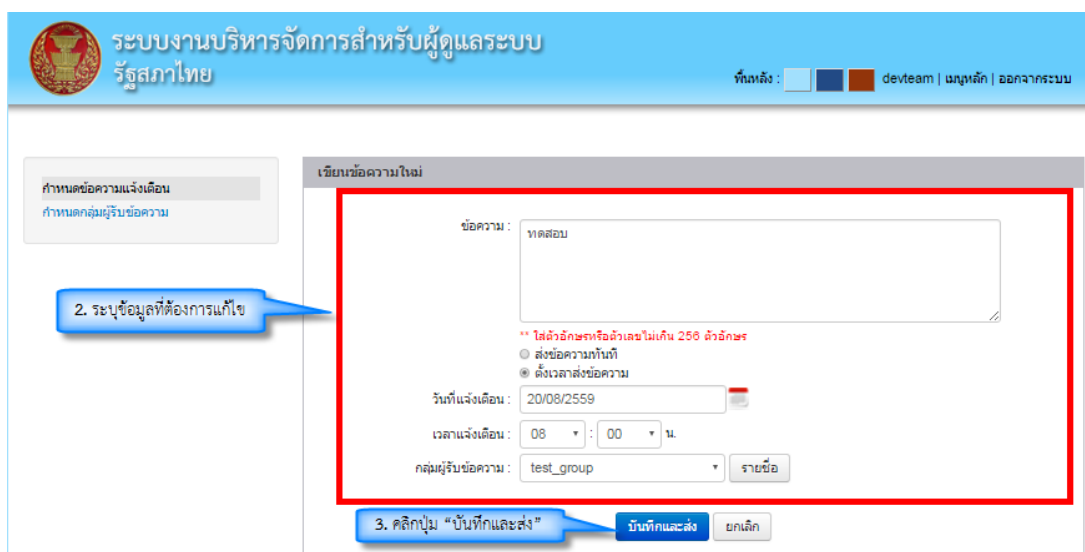 ระบบงานบริหารจัดการสำหรับผู้ดูแลระบบ
รัฐสภาไทย
พื้นหลัง : devteam | เมนูหลัก | ออกจากระบบ
กำหนดข้อความแจ้งเตือน
กำหนดกลุ่มผู้รับข้อความ
เขียนข้อความใหม่
ข้อความ : ทดสอบ
2. ระบุข้อมูลที่ต้องการแก้ไข
** ใส่ตัวอักษรหรือตัวเลขไม่เกิน 256 ตัวอักษร
ส่งข้อความทันที
ตั้งเวลาส่งข้อความ
วันที่แจ้งเตือน : 20/08/2559
เวลาแจ้งเตือน : 08 : 00 น.
กลุ่มผู้รับข้อความ : test_group รายชื่อ
3. คลิกปุ่ม “บันทึกและส่ง” บันทึกและส่ง ยกเลิก